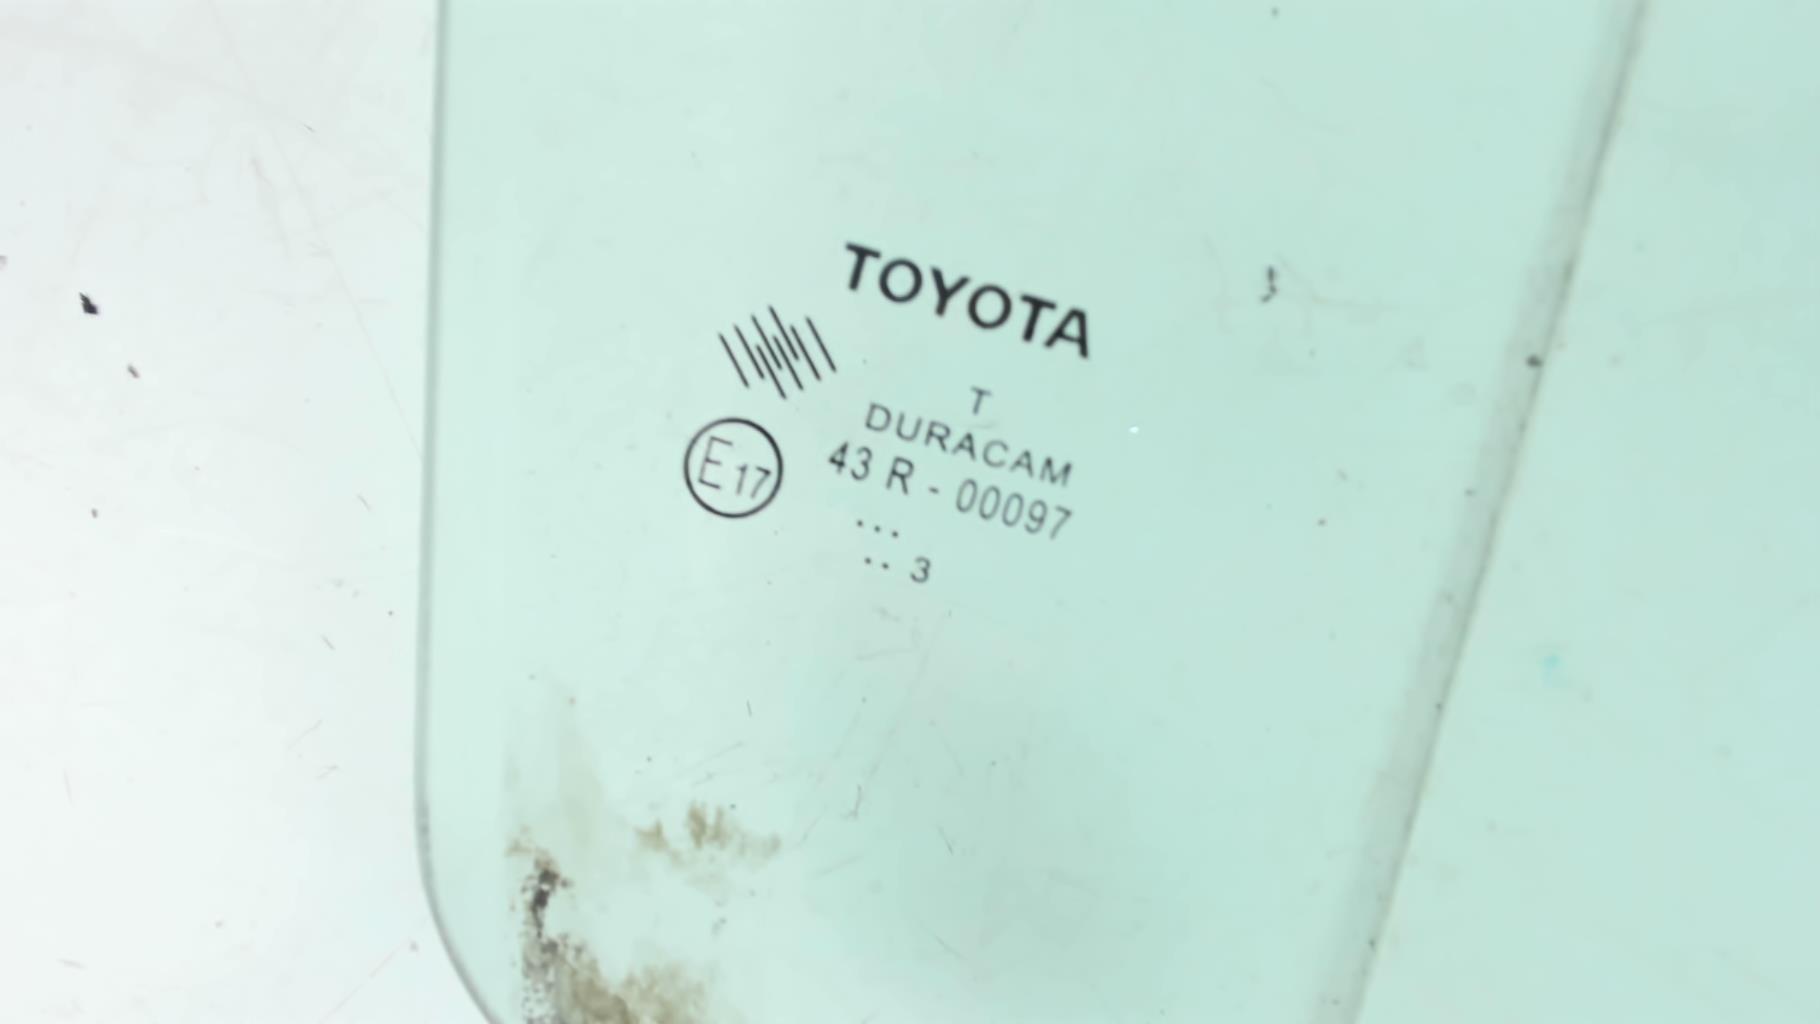 TOYOTA
T
DURACAM
E17
43 R - 00097
...
.. 3